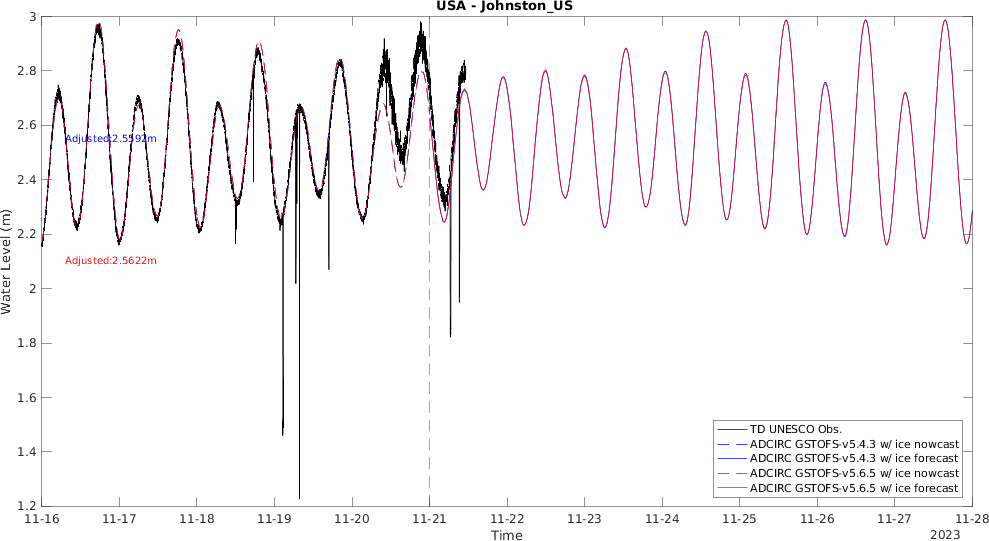 USA - Johnston_US
3
2.8
2.6
2.4
2.2
2
1.8
1.6
1.4
1.2
Water Level (m)
Adjusted:2.5592m
Adjusted:2.5622m
TD UNESCO Obs.
ADCIRC GSTOFS-v5.4.3 w/ ice nowcast
ADCIRC GSTOFS-v5.4.3 w/ ice forecast
ADCIRC GSTOFS-v5.6.5 w/ ice nowcast
ADCIRC GSTOFS-v5.6.5 w/ ice forecast
11-16 11-17 11-18 11-19 11-20 11-21 11-22 11-23 11-24 11-25 11-26 11-27 11-28
Time
2023